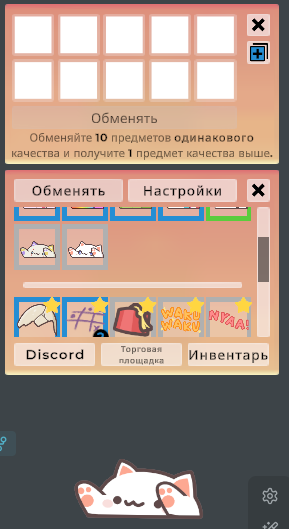 Обменять
Обменяйте 10 предметов одинакового
качества и получите 1 предмет качества выше.
Обменять
Настройки
WAKU
WAKU
NYAA!
Discord
Торговая
площадка
Инвентарь